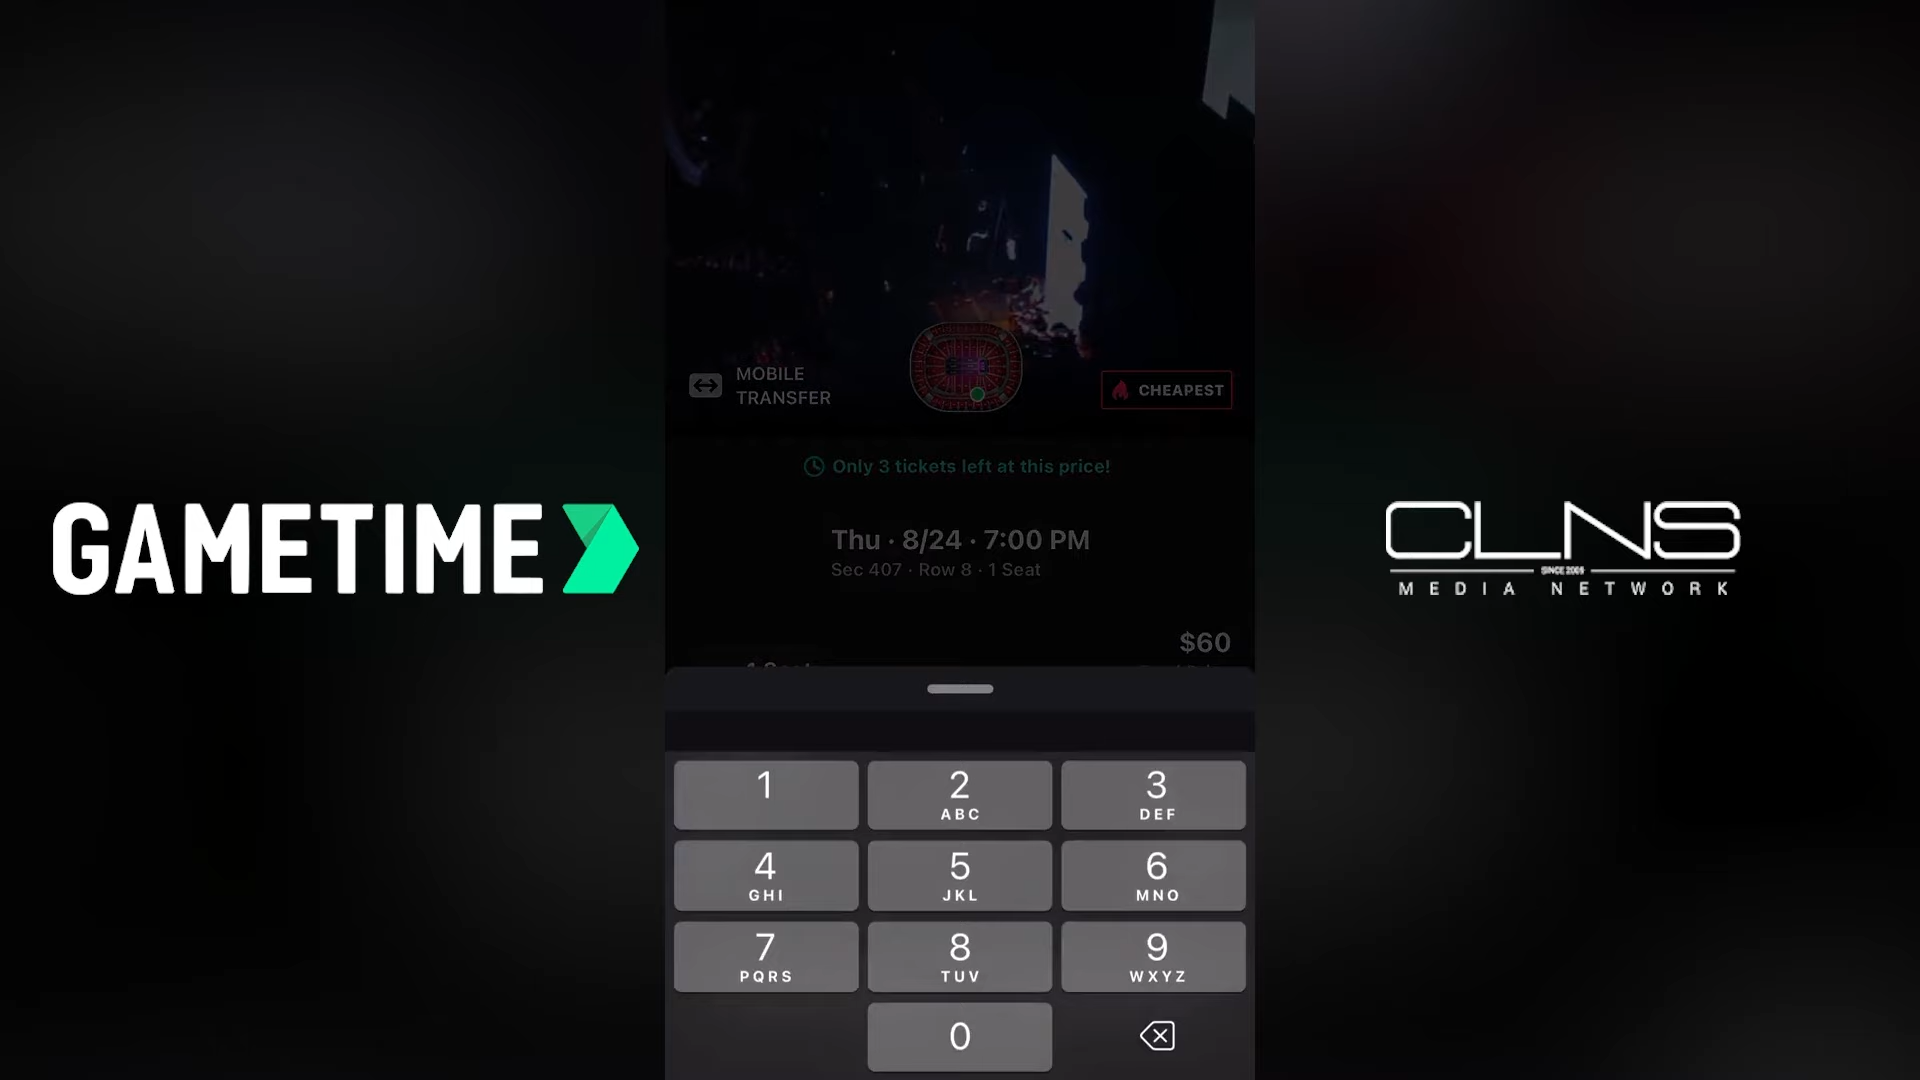 MOBILE
TRANSFER
CHEAPEST
Only 3 tickets left at this price!
GAMETIME
CLNS
SINCE 2009
MEDIA NETWORK
Thu · 8/24 · 7:00 PM
Sec 407 · Row 8 · 1 Seat
$60
1
2
ABC
3
DEF
4
GHI
5
JKL
6
MNO
7
PQRS
8
TUV
9
WXYZ
0